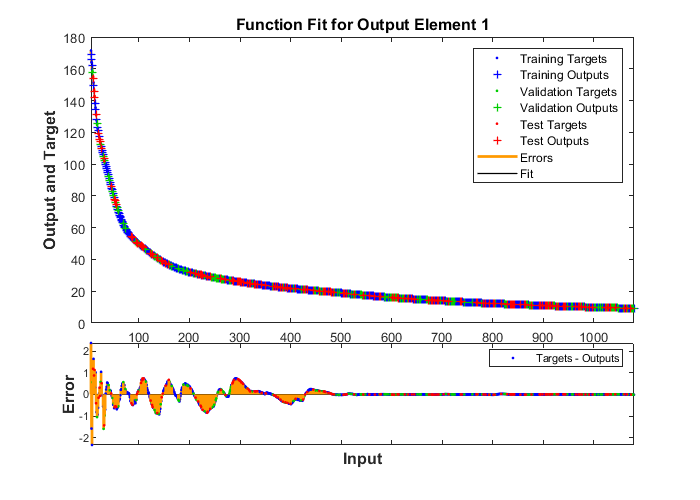 Function Fit for Output Element 1
Output and Target
180
160
140
120
100
80
60
40
20
0
Training Targets
Training Outputs
Validation Targets
Validation Outputs
Test Targets
Test Outputs
Errors
Fit
100 200 300 400 500 600 700 800 900 1000
Error
2
1
0
-1
-2
Targets - Outputs
Input